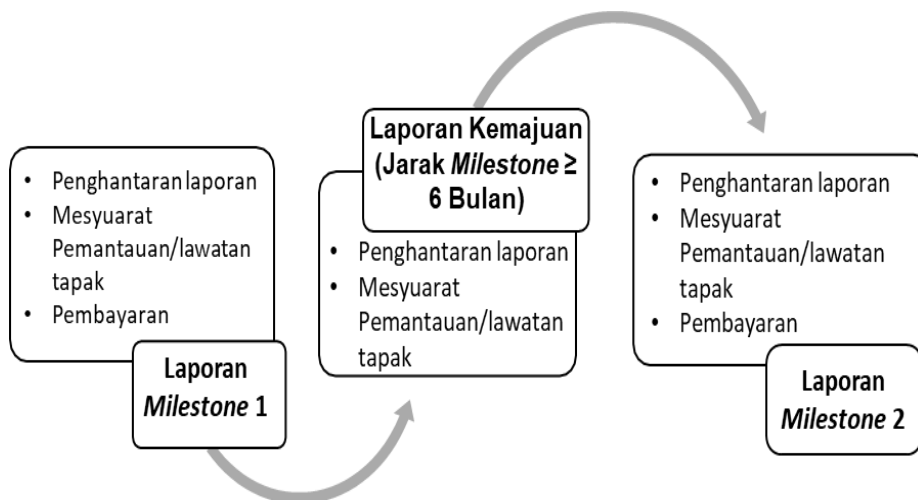 • Penghantaran laporan
• Mesyuarat
Pemantauan/lawatan
tapak
• Pembayaran
Laporan
Milestone 1
Laporan Kemajuan
(Jarak Milestone ≥
6 Bulan)
• Penghantaran laporan
• Mesyuarat
Pemantauan/lawatan
tapak
• Penghantaran laporan
• Mesyuarat
Pemantauan/lawatan
tapak
• Pembayaran
Laporan
Milestone 2